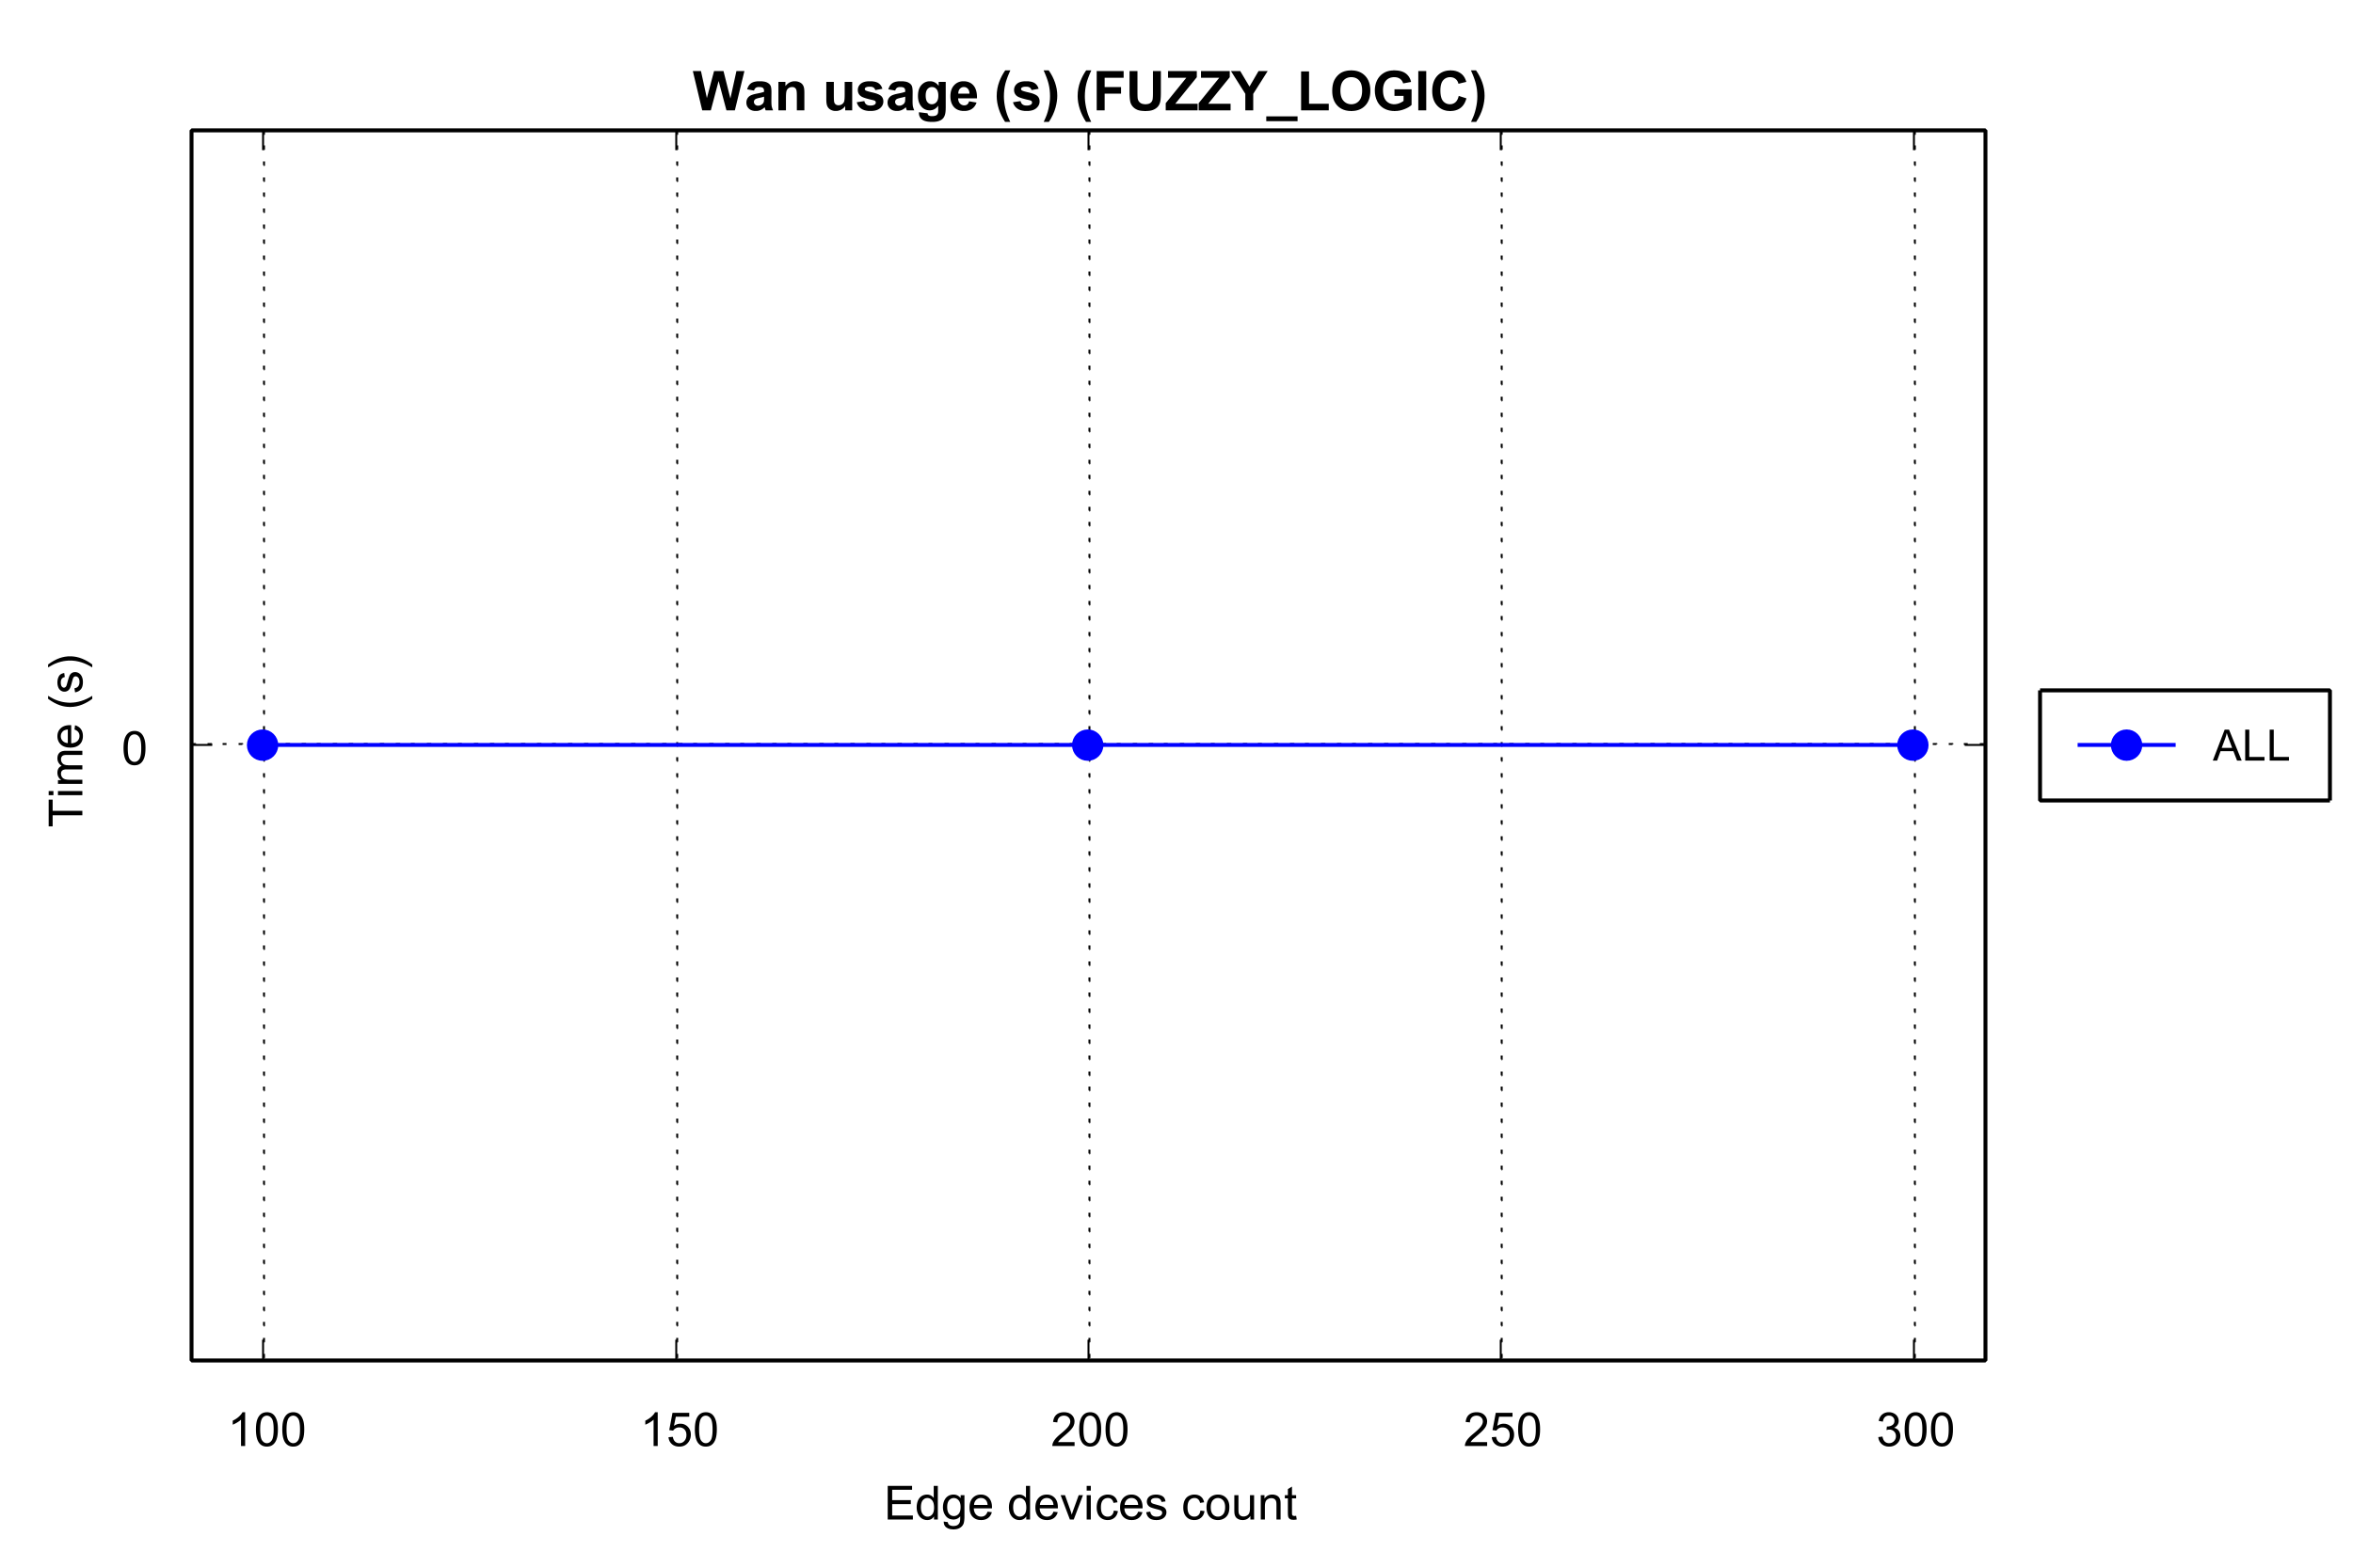 Wan usage (s) (FUZZY_LOGIC)
Time (s)
0
ALL
100 150 200 250 300
Edge devices count